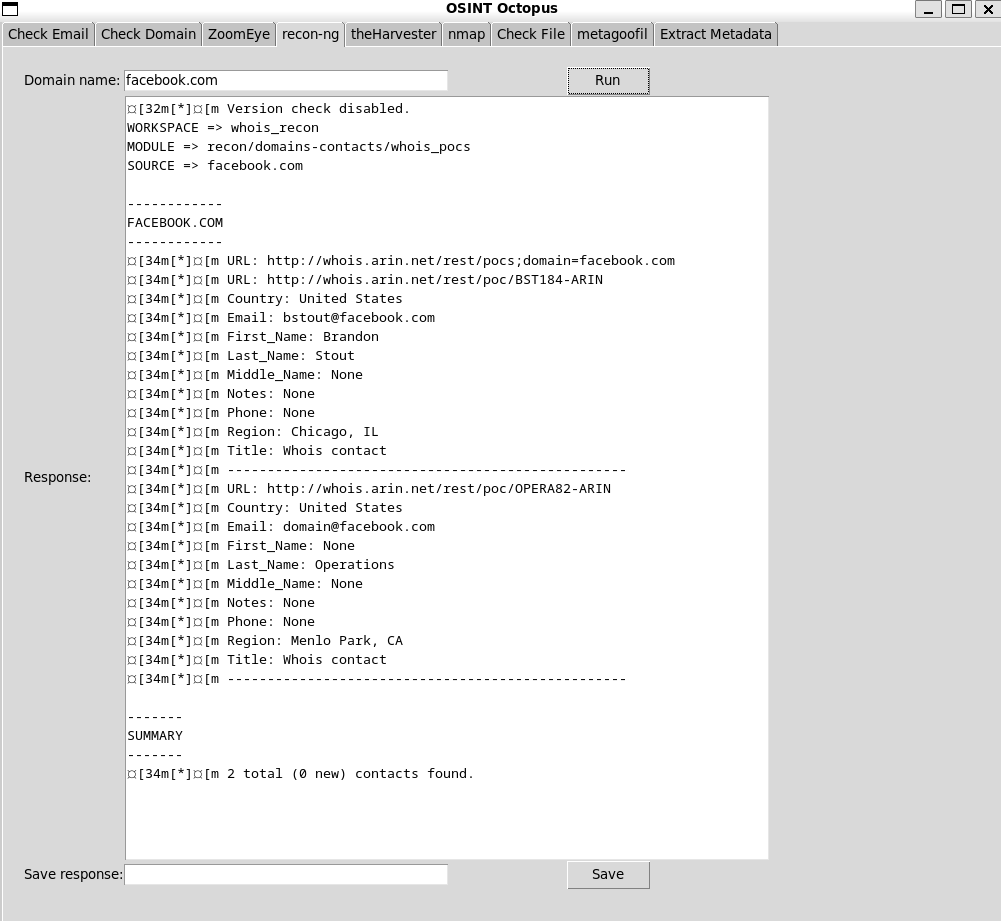 OSINT Octopus
Check Email Check Domain ZoomEye recon-ng theHarvester nmap Check File metagoofil Extract Metadata
Domain name: facebook.com Run
¤[32m[*]¤[m Version check disabled.
WORKSPACE => whois_recon
MODULE => recon/domains-contacts/whois_pocs
SOURCE => facebook.com
------------
FACEBOOK.COM
------------
¤[34m[*]¤[m URL: http://whois.arin.net/rest/pocs;domain=facebook.com
¤[34m[*]¤[m URL: http://whois.arin.net/rest/poc/BST184-ARIN
¤[34m[*]¤[m Country: United States
¤[34m[*]¤[m Email: bstout@facebook.com
¤[34m[*]¤[m First_Name: Brandon
¤[34m[*]¤[m Last_Name: Stout
¤[34m[*]¤[m Middle_Name: None
¤[34m[*]¤[m Notes: None
¤[34m[*]¤[m Phone: None
¤[34m[*]¤[m Region: Chicago, IL
¤[34m[*]¤[m Title: Whois contact
¤[34m[*]¤[m --------------------------------------------------
Response:
¤[34m[*]¤[m URL: http://whois.arin.net/rest/poc/OPERA82-ARIN
¤[34m[*]¤[m Country: United States
¤[34m[*]¤[m Email: domain@facebook.com
¤[34m[*]¤[m First_Name: None
¤[34m[*]¤[m Last_Name: Operations
¤[34m[*]¤[m Middle_Name: None
¤[34m[*]¤[m Notes: None
¤[34m[*]¤[m Phone: None
¤[34m[*]¤[m Region: Menlo Park, CA
¤[34m[*]¤[m Title: Whois contact
¤[34m[*]¤[m --------------------------------------------------
-------
SUMMARY
-------
¤[34m[*]¤[m 2 total (0 new) contacts found.
Save response: Save